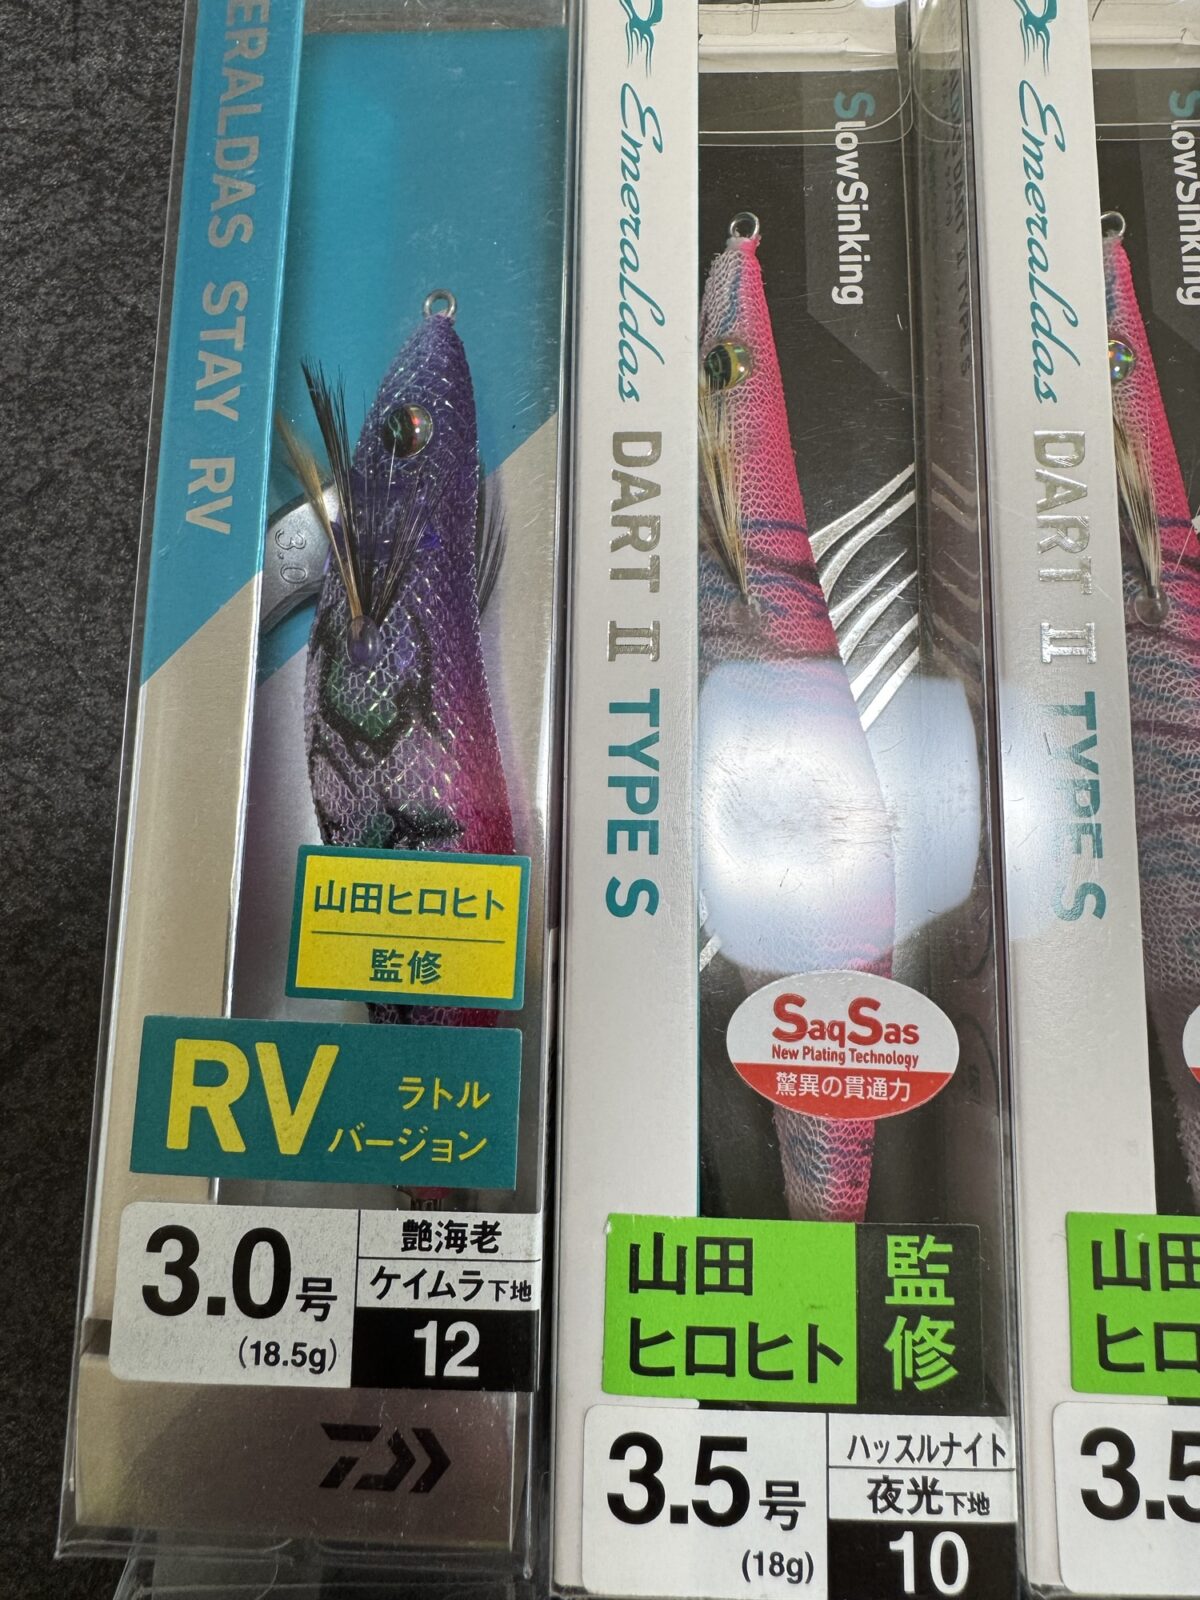 ERALDAS STAY RV
3.0
山田ヒロヒト
監修
RV ラトル
バージョン
3.0号
(18.5g)
艶海老
ケイムラ下地
12
Emeraldas DART II TYPE S
SlowSinking
SaqSas
New Plating Technology
驚異の貫通力
山田
ヒロヒト
監修
3.5号
(18g)
ハッスルナイト
夜光下地
10
Emeraldas DART II TYPE S
SlowSinking
山田
ヒロ
3.5